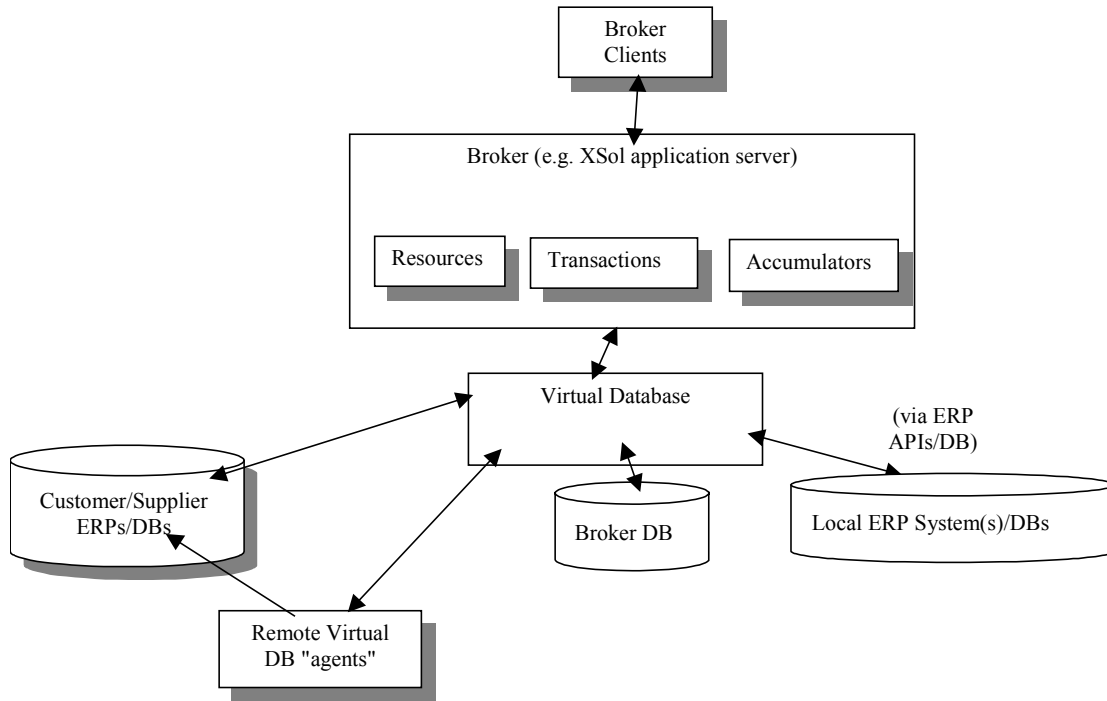 Broker
Clients
Broker (e.g. XSol application server)
Resources
Transactions
Accumulators
Virtual Database
(via ERP
APIs/DB)
Customer/Supplier
ERPs/DBs
Broker DB
Local ERP System(s)/DBs
Remote Virtual
DB "agents"